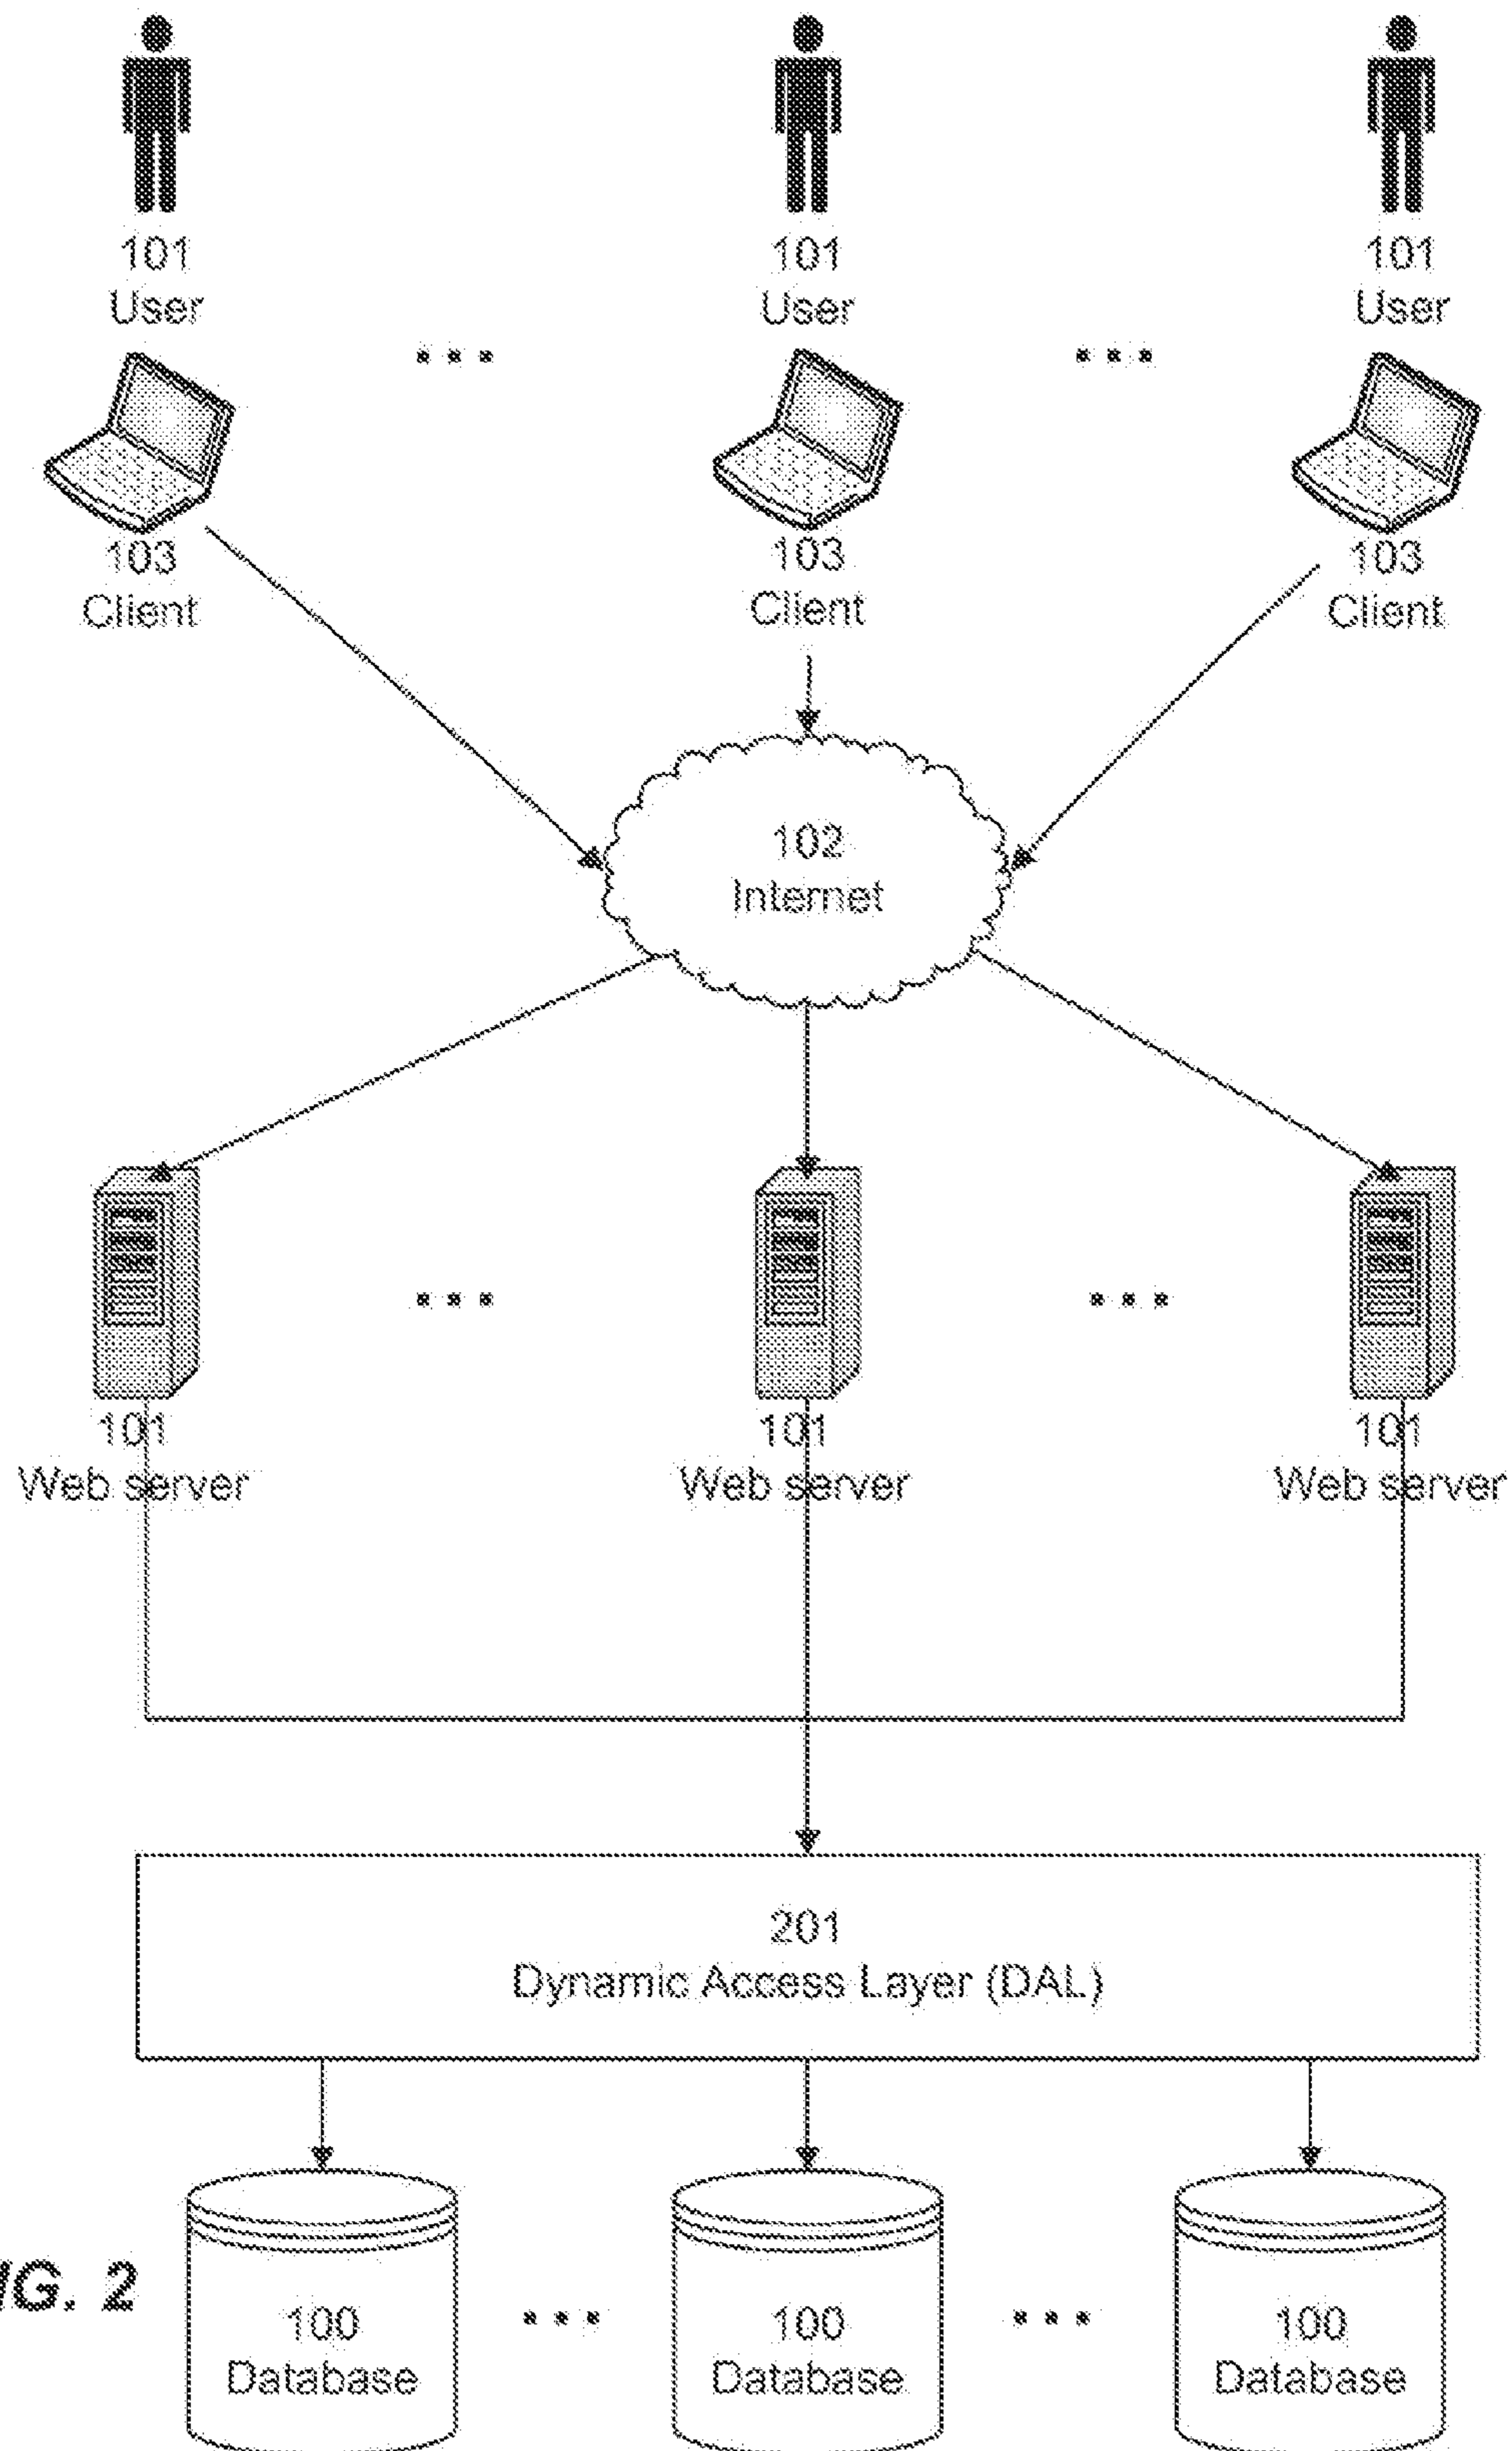 101 101 101
User User User
103 103 103
Client Client Client
102
Internet
101 101 101
Web server Web server Web server
201
Dynamic Access Layer (DAL)
IG. 2
100 100 100
Database Database Database